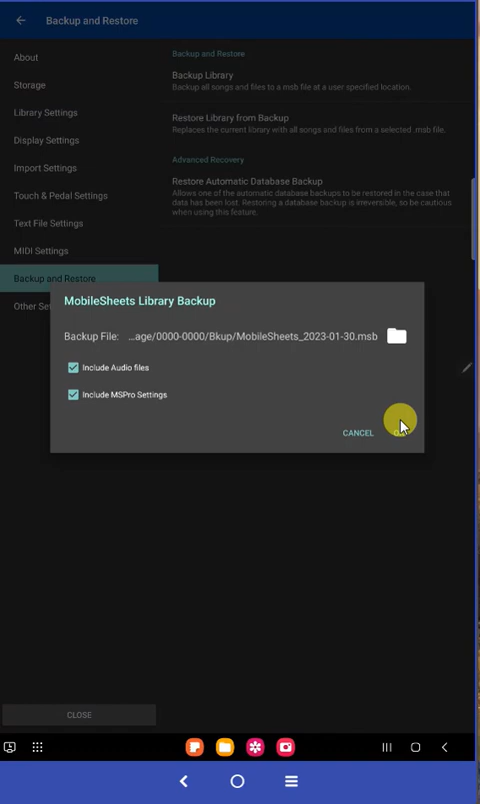 Backup and Restore
About
Storage
Library Settings
Display Settings
Import Settings
Touch & Pedal Settings
Text File Settings
MIDI Settings
Backup and Restore
Other Se
Backup and Restore
Backup Library
Backup all songs and files to a msb file at a user specified location.
Restore Library from Backup
Replaces the current library with all songs and files from a selected .msb file.
Advanced Recovery
Restore Automatic Database Backup
Allows one of the automatic database backups to be restored in the case that
data has been lost. Restoring a database backup is irreversible, so be cautious
when using this feature.
MobileSheets Library Backup
Backup File: ...age/0000-0000/Bkup/MobileSheets_2023-01-30.msb
Include Audio files
Include MSPro Settings
CANCEL
CLOSE